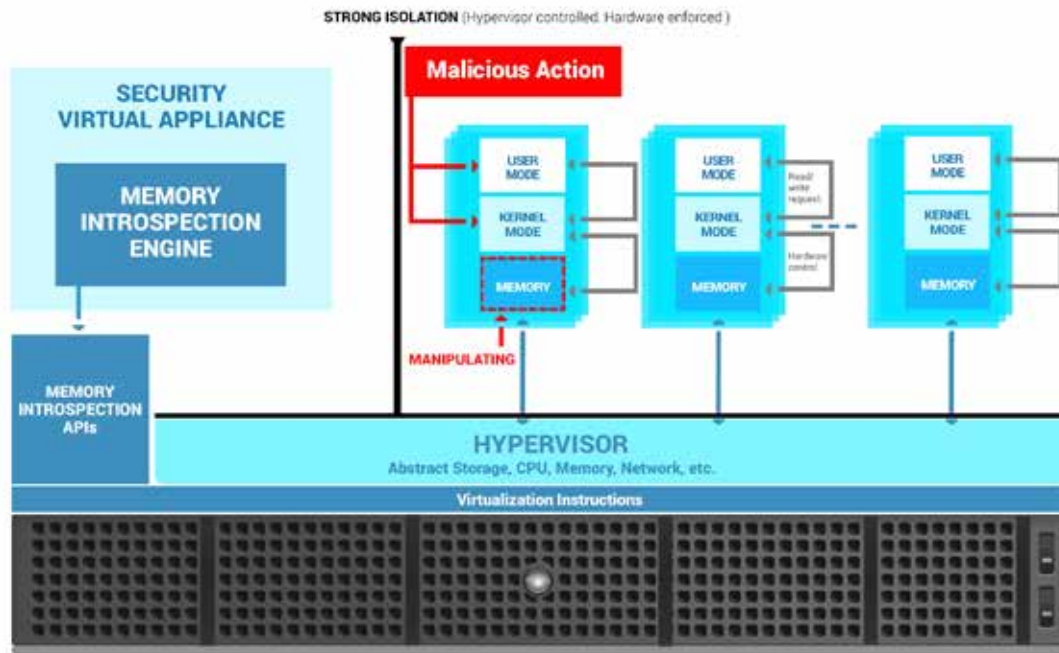 STRONG ISOLATION (Hypervisor controlled. Hardware enforced )
Malicious Action
SECURITY
VIRTUAL APPLIANCE
MEMORY
INTROSPECTION
ENGINE
MEMORY
INTROSPECTION
APIs
USER
MODE
KERNEL
MODE
MEMORY
MANIPULATING
USER
MODE
KERNEL
MODE
MEMORY
Read/
write
request
Hardware
control
USER
MODE
KERNEL
MODE
MEMORY
HYPERVISOR
Abstract Storage, CPU, Memory, Network, etc.
Virtualization Instructions